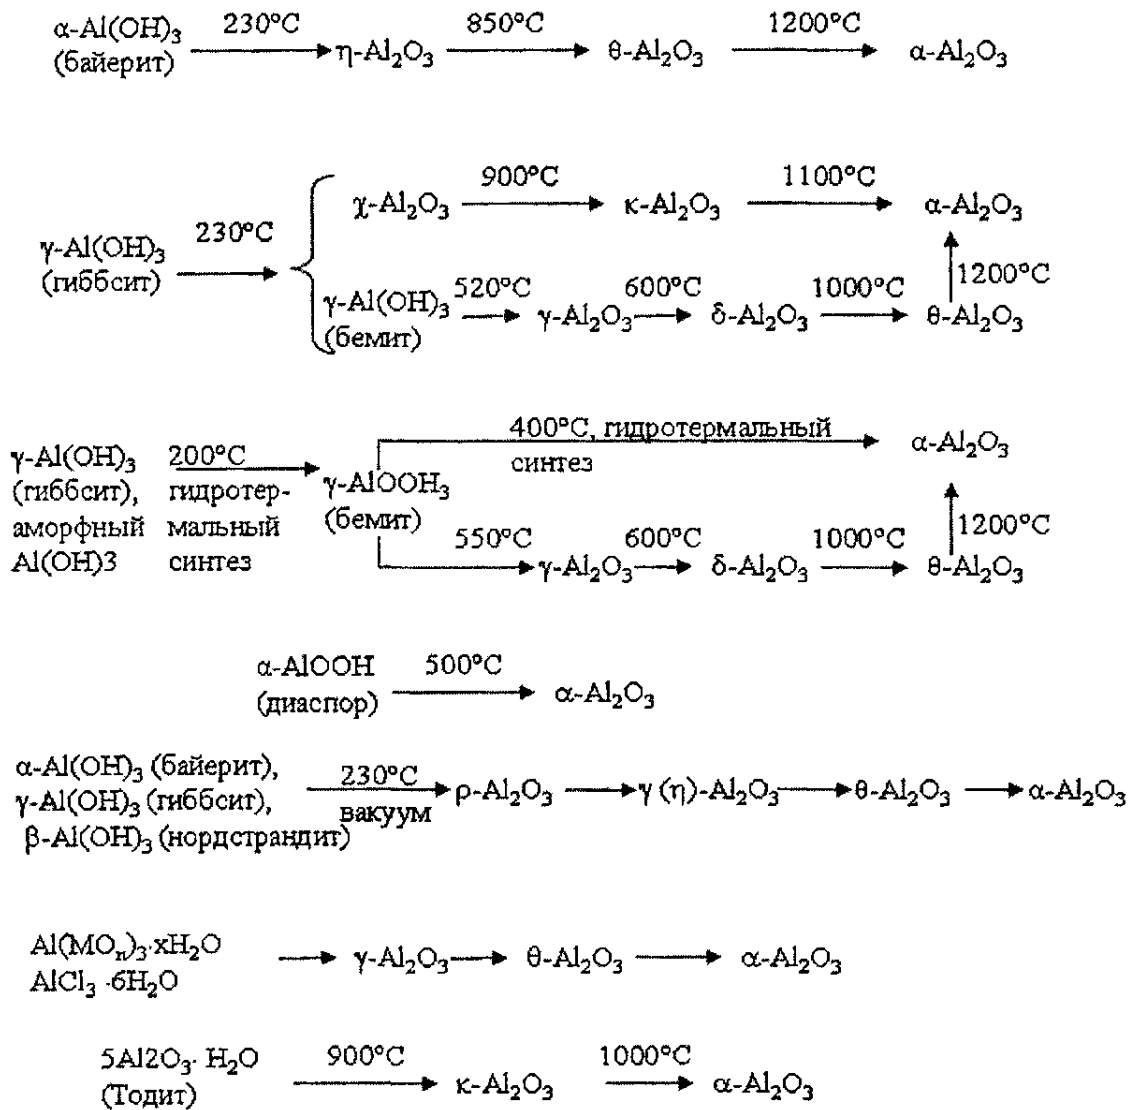 230°C 850°C 1200°C
α-Al(OH)₃ η-Al₂O₃ θ-Al₂O₃ α-Al₂O₃
(байерит)
900°C 1100°C
χ-Al₂O₃ κ-Al₂O₃ α-Al₂O₃
γ-Al(OH)₃ 230°C
(гиббсит)
520°C 600°C 1000°C 1200°C
γ-Al(OH)₃ γ-Al₂O₃ δ-Al₂O₃ θ-Al₂O₃
(бемит)
400°C, гидротермальный
синтез
α-Al₂O₃
γ-Al(OH)₃
(гиббсит),
аморфный
Al(OH)3
200°C
гидротер-
мальный
синтез
γ-AlOOH₃
(бемит)
550°C 600°C 1000°C 1200°C
γ-Al₂O₃ δ-Al₂O₃ θ-Al₂O₃
α-AlOOH 500°C
(диаспор) α-Al₂O₃
α-Al(OH)₃ (байерит),
γ-Al(OH)₃ (гиббсит),
β-Al(OH)₃ (нордстрандит)
230°C
вакуум
ρ-Al₂O₃ γ (η)-Al₂O₃ θ-Al₂O₃ α-Al₂O₃
Al(MOₙ)₃·xH₂O
AlCl₃ ·6H₂O
γ-Al₂O₃ θ-Al₂O₃ α-Al₂O₃
5Al2O₃· H₂O 900°C 1000°C
(Тодит) κ-Al₂O₃ α-Al₂O₃